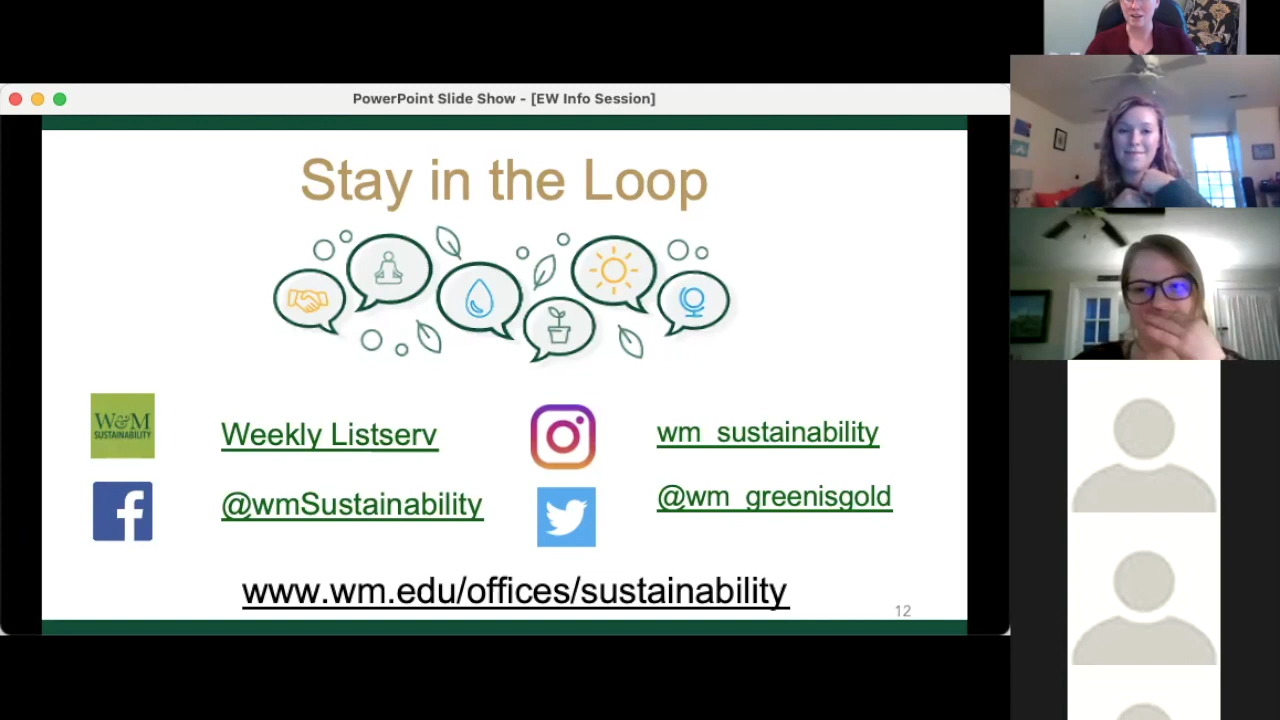 PowerPoint Slide Show - [EW Info Session]
Stay in the Loop
W&M
SUSTAINABILITY
Weekly Listserv
wm_sustainability
@wmSustainability
@wm_greenisgold
www.wm.edu/offices/sustainability
12